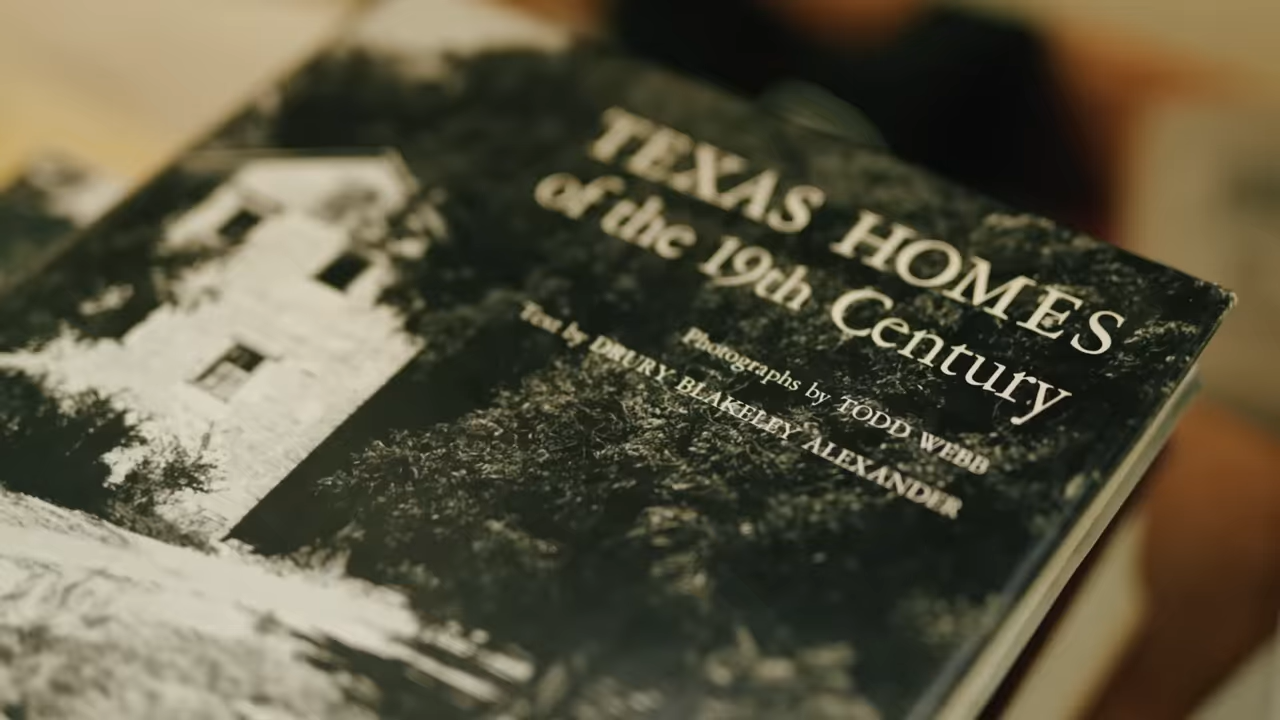 TEXAS HOMES
of the 19th Century
Photographs by TODD WEBB
Text by DRURY BLAKELEY ALEXANDER